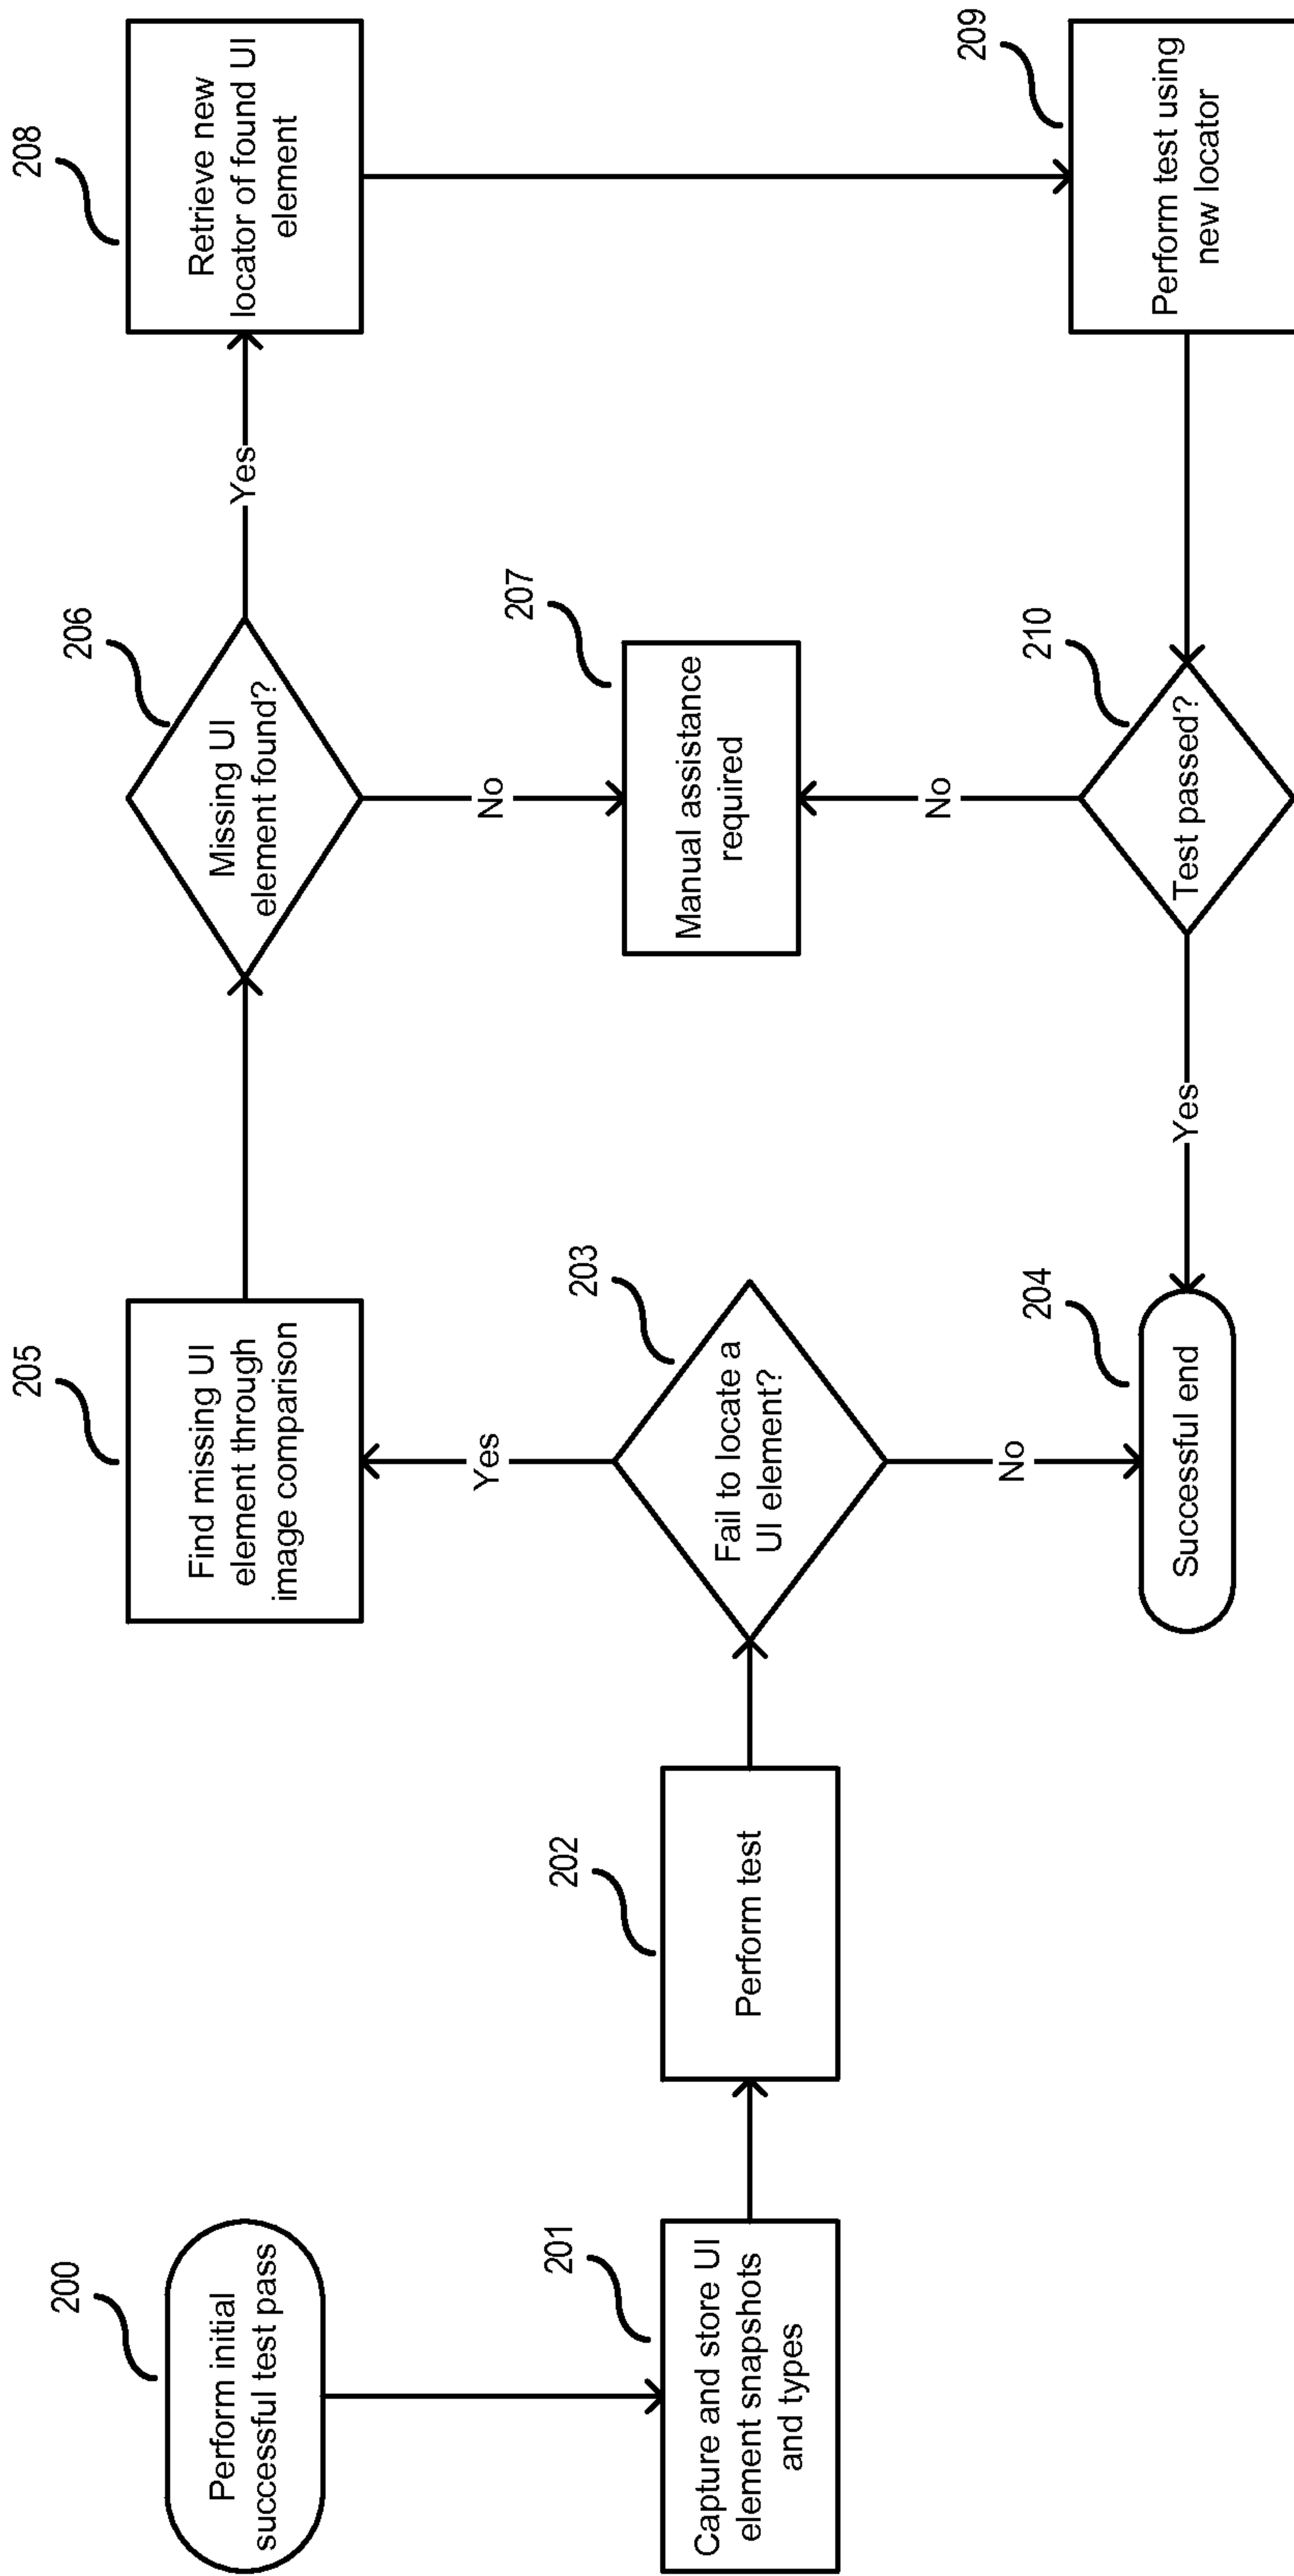 200
Perform initial
successful test pass
201
Capture and store UI
element snapshots
and types
202
Perform test
203
Fail to locate a
UI element?
Yes
No
204
Successful end
205
Find missing UI
element through
image comparison
206
Missing UI
element found?
Yes
No
207
Manual assistance
required
208
Retrieve new
locator of found UI
element
209
Perform test using
new locator
210
Test passed?
No
Yes